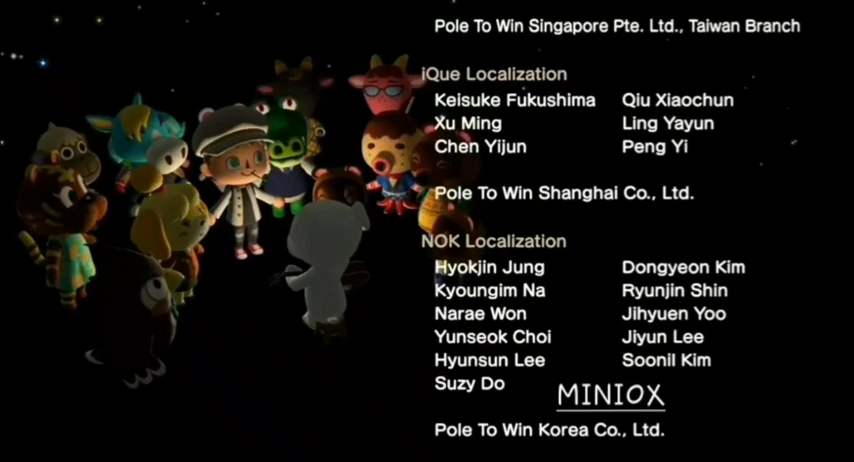 Pole To Win Singapore Pte. Ltd., Taiwan Branch
iQue Localization
Keisuke Fukushima Qiu Xiaochun
Xu Ming Ling Yayun
Chen Yijun Peng Yi
Pole To Win Shanghai Co., Ltd.
NOK Localization
Hyokjin Jung Dongyeon Kim
Kyoungim Na Ryunjin Shin
Narae Won Jihyuen Yoo
Yunseok Choi Jiyun Lee
Hyunsun Lee Soonil Kim
Suzy Do
MINIOX
Pole To Win Korea Co., Ltd.